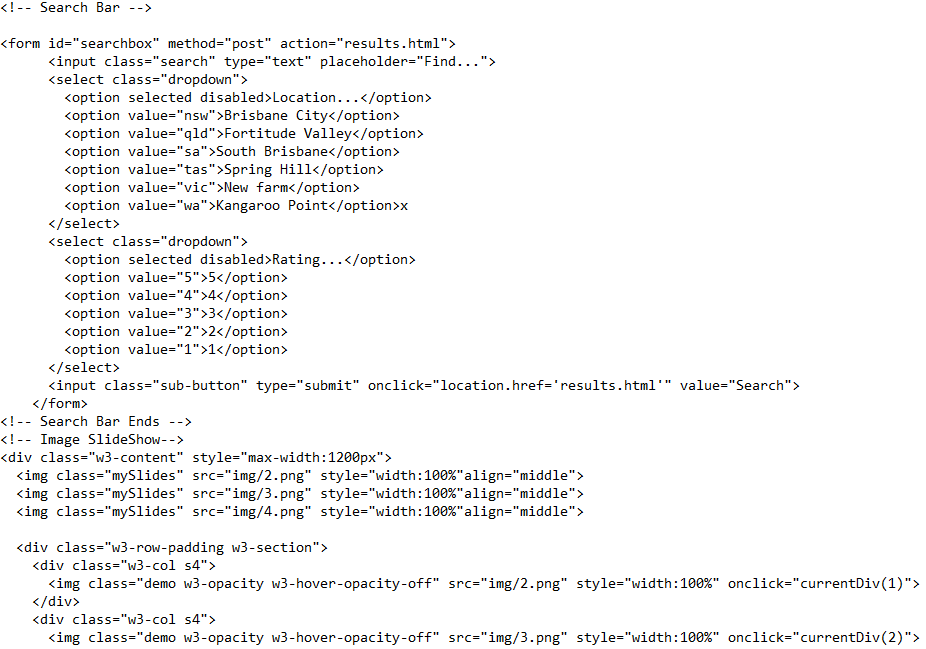 <!-- Search Bar -->
<form id="searchbox" method="post" action="results.html">
<input class="search" type="text" placeholder="Find...">
<select class="dropdown">
<option selected disabled>Location...</option>
<option value="nsw">Brisbane City</option>
<option value="qld">Fortitude Valley</option>
<option value="sa">South Brisbane</option>
<option value="tas">Spring Hill</option>
<option value="vic">New farm</option>
<option value="wa">Kangaroo Point</option>x
</select>
<select class="dropdown">
<option selected disabled>Rating...</option>
<option value="5">5</option>
<option value="4">4</option>
<option value="3">3</option>
<option value="2">2</option>
<option value="1">1</option>
</select>
<input class="sub-button" type="submit" onclick="location.href='results.html'" value="Search">
</form>
<!-- Search Bar Ends -->
<!-- Image SlideShow-->
<div class="w3-content" style="max-width:1200px">
<img class="mySlides" src="img/2.png" style="width:100%"align="middle">
<img class="mySlides" src="img/3.png" style="width:100%"align="middle">
<img class="mySlides" src="img/4.png" style="width:100%"align="middle">
<div class="w3-row-padding w3-section">
<div class="w3-col s4">
<img class="demo w3-opacity w3-hover-opacity-off" src="img/2.png" style="width:100%" onclick="currentDiv(1)">
</div>
<div class="w3-col s4">
<img class="demo w3-opacity w3-hover-opacity-off" src="img/3.png" style="width:100%" onclick="currentDiv(2)">